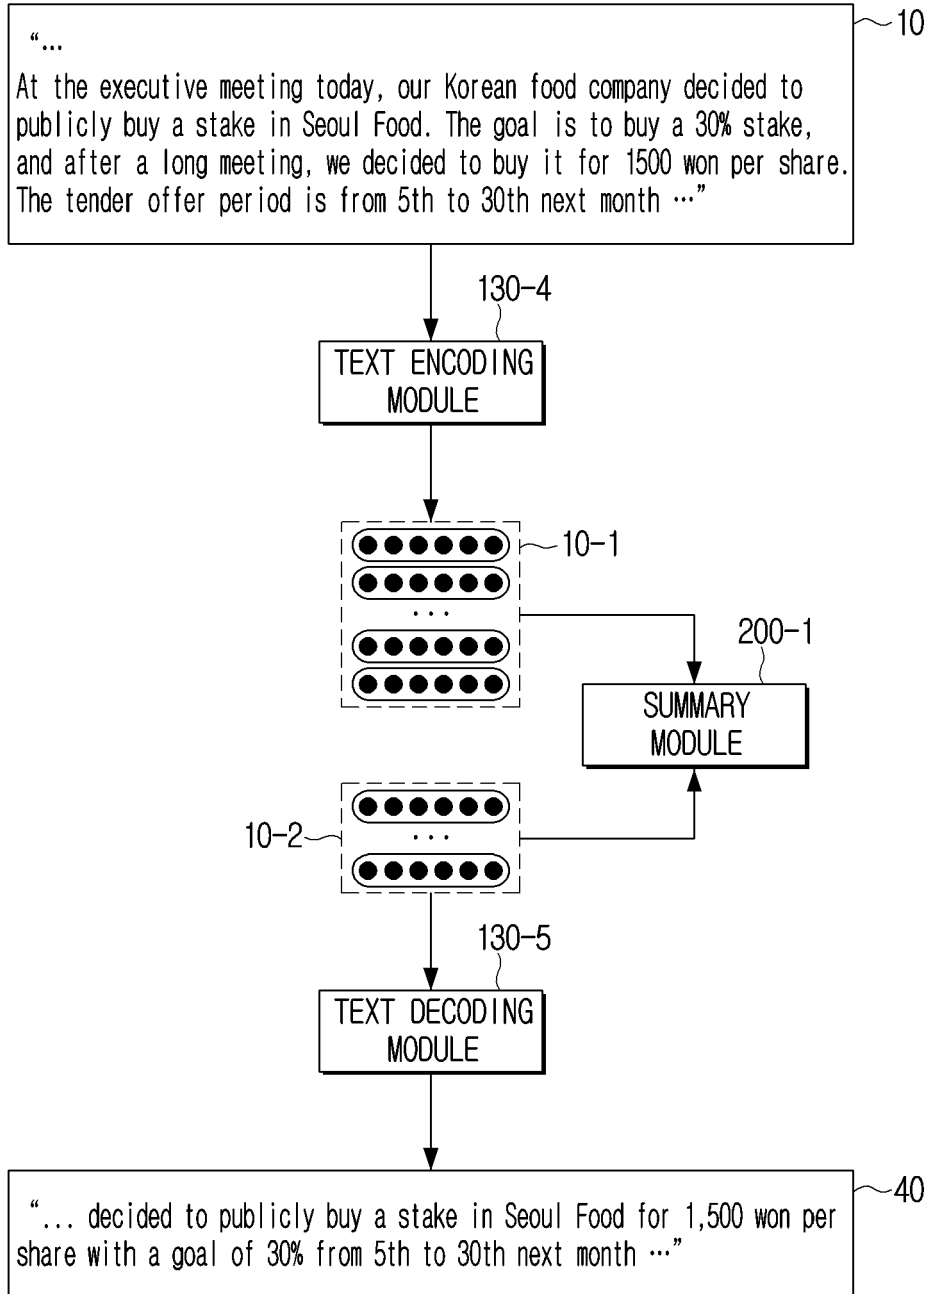 10
“...
At the executive meeting today, our Korean food company decided to
publicly buy a stake in Seoul Food. The goal is to buy a 30% stake,
and after a long meeting, we decided to buy it for 1500 won per share.
The tender offer period is from 5th to 30th next month ...”
130-4
TEXT ENCODING
MODULE
10-1
...
200-1
SUMMARY
MODULE
10-2
...
130-5
TEXT DECODING
MODULE
40
“... decided to publicly buy a stake in Seoul Food for 1,500 won per
share with a goal of 30% from 5th to 30th next month ...”